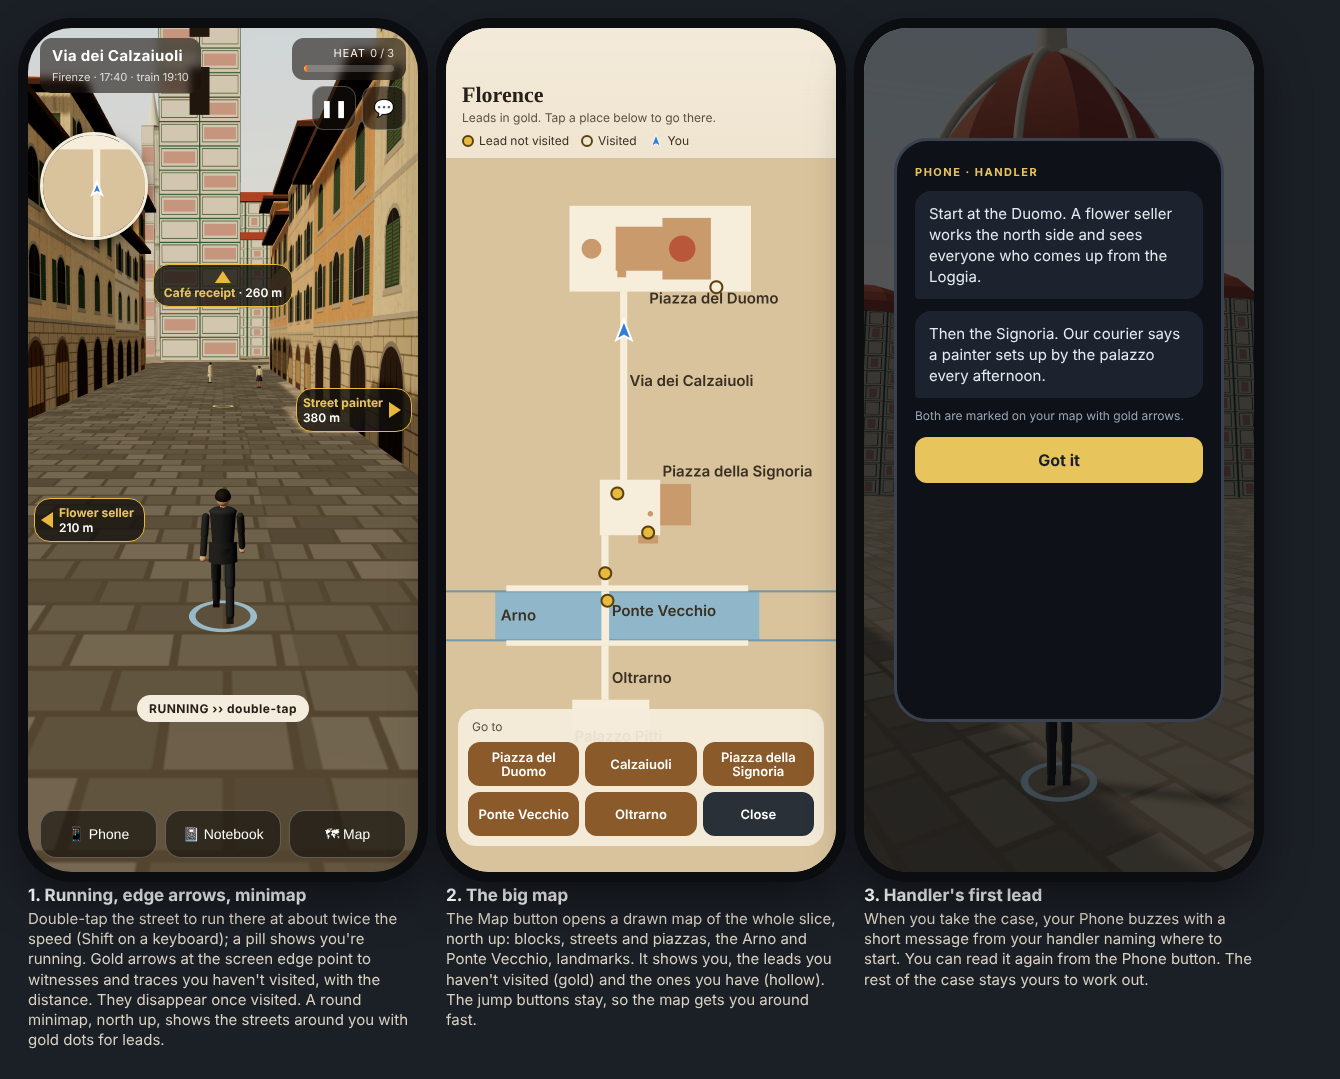 Via dei Calzaiuoli
Firenze · 17:40 · train 19:10
HEAT 0 / 3
Café receipt · 260 m
Street painter
380 m
Flower seller
210 m
RUNNING ›› double-tap
Phone
Notebook
Map
1. Running, edge arrows, minimap
Double-tap the street to run there at about twice the
speed (Shift on a keyboard); a pill shows you're
running. Gold arrows at the screen edge point to
witnesses and traces you haven't visited, with the
distance. They disappear once visited. A round
minimap, north up, shows the streets around you with
gold dots for leads.
Florence
Leads in gold. Tap a place below to go there.
Lead not visited
Visited
You
Piazza del Duomo
Via dei Calzaiuoli
Piazza della Signoria
Arno
Ponte Vecchio
Oltrarno
Palazzo Pitti
Go to
Piazza del
Duomo
Calzaiuoli
Piazza della
Signoria
Ponte Vecchio
Oltrarno
Close
2. The big map
The Map button opens a drawn map of the whole slice,
north up: blocks, streets and piazzas, the Arno and
Ponte Vecchio, landmarks. It shows you, the leads you
haven't visited (gold) and the ones you have (hollow).
The jump buttons stay, so the map gets you around
fast.
PHONE · HANDLER
Start at the Duomo. A flower seller
works the north side and sees
everyone who comes up from the
Loggia.
Then the Signoria. Our courier says
a painter sets up by the palazzo
every afternoon.
Both are marked on your map with gold arrows.
Got it
3. Handler's first lead
When you take the case, your Phone buzzes with a
short message from your handler naming where to
start. You can read it again from the Phone button. The
rest of the case stays yours to work out.